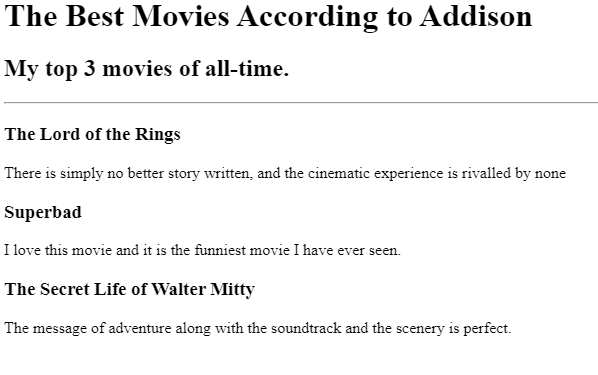 The Best Movies According to Addison
My top 3 movies of all-time.
The Lord of the Rings
There is simply no better story written, and the cinematic experience is rivalled by none
Superbad
I love this movie and it is the funniest movie I have ever seen.
The Secret Life of Walter Mitty
The message of adventure along with the soundtrack and the scenery is perfect.